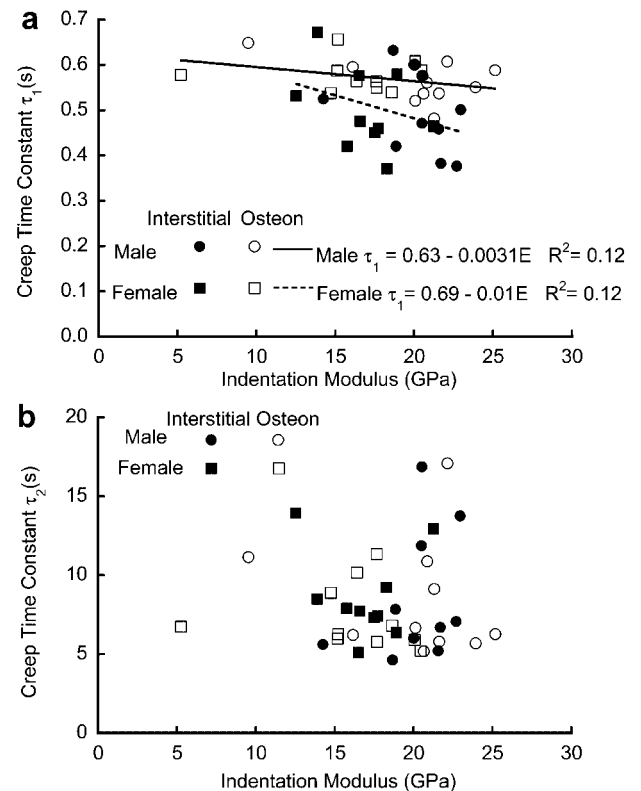 a
Creep Time Constant τ1(s)
0.7
0.6
0.5
0.4
0.3
0.2
0.1
0.0
Interstitial Osteon
Male
Male τ1 = 0.63 - 0.0031E R2= 0.12
Female
Female τ1= 0.69 - 0.01E R2= 0.12
0 5 10 15 20 25 30
Indentation Modulus (GPa)
b
Creep Time Constant τ2(s)
20
15
10
5
0
Interstitial Osteon
Male
Female
0 5 10 15 20 25 30
Indentation Modulus (GPa)